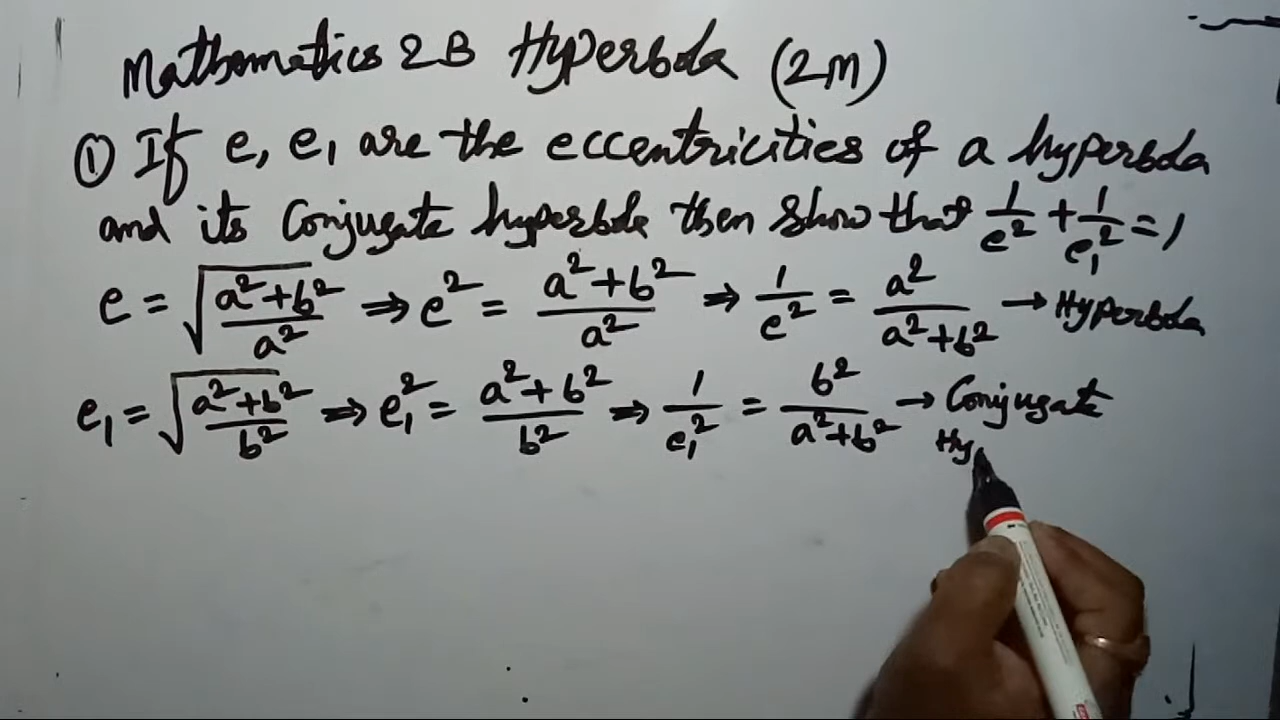 Mathematics 2B Hyperbola (2M)
① If e, e₁ are the eccentricities of a hyperbola
and its Conjugate hyperbola then show that 1/e² + 1/e₁² = 1
e = √((a²+b²)/a²) ⇒ e² = (a²+b²)/a² ⇒ 1/e² = a²/(a²+b²) → Hyperbola
e₁ = √((a²+b²)/b²) ⇒ e₁² = (a²+b²)/b² ⇒ 1/e₁² = b²/(a²+b²) → Conjugate
Hy